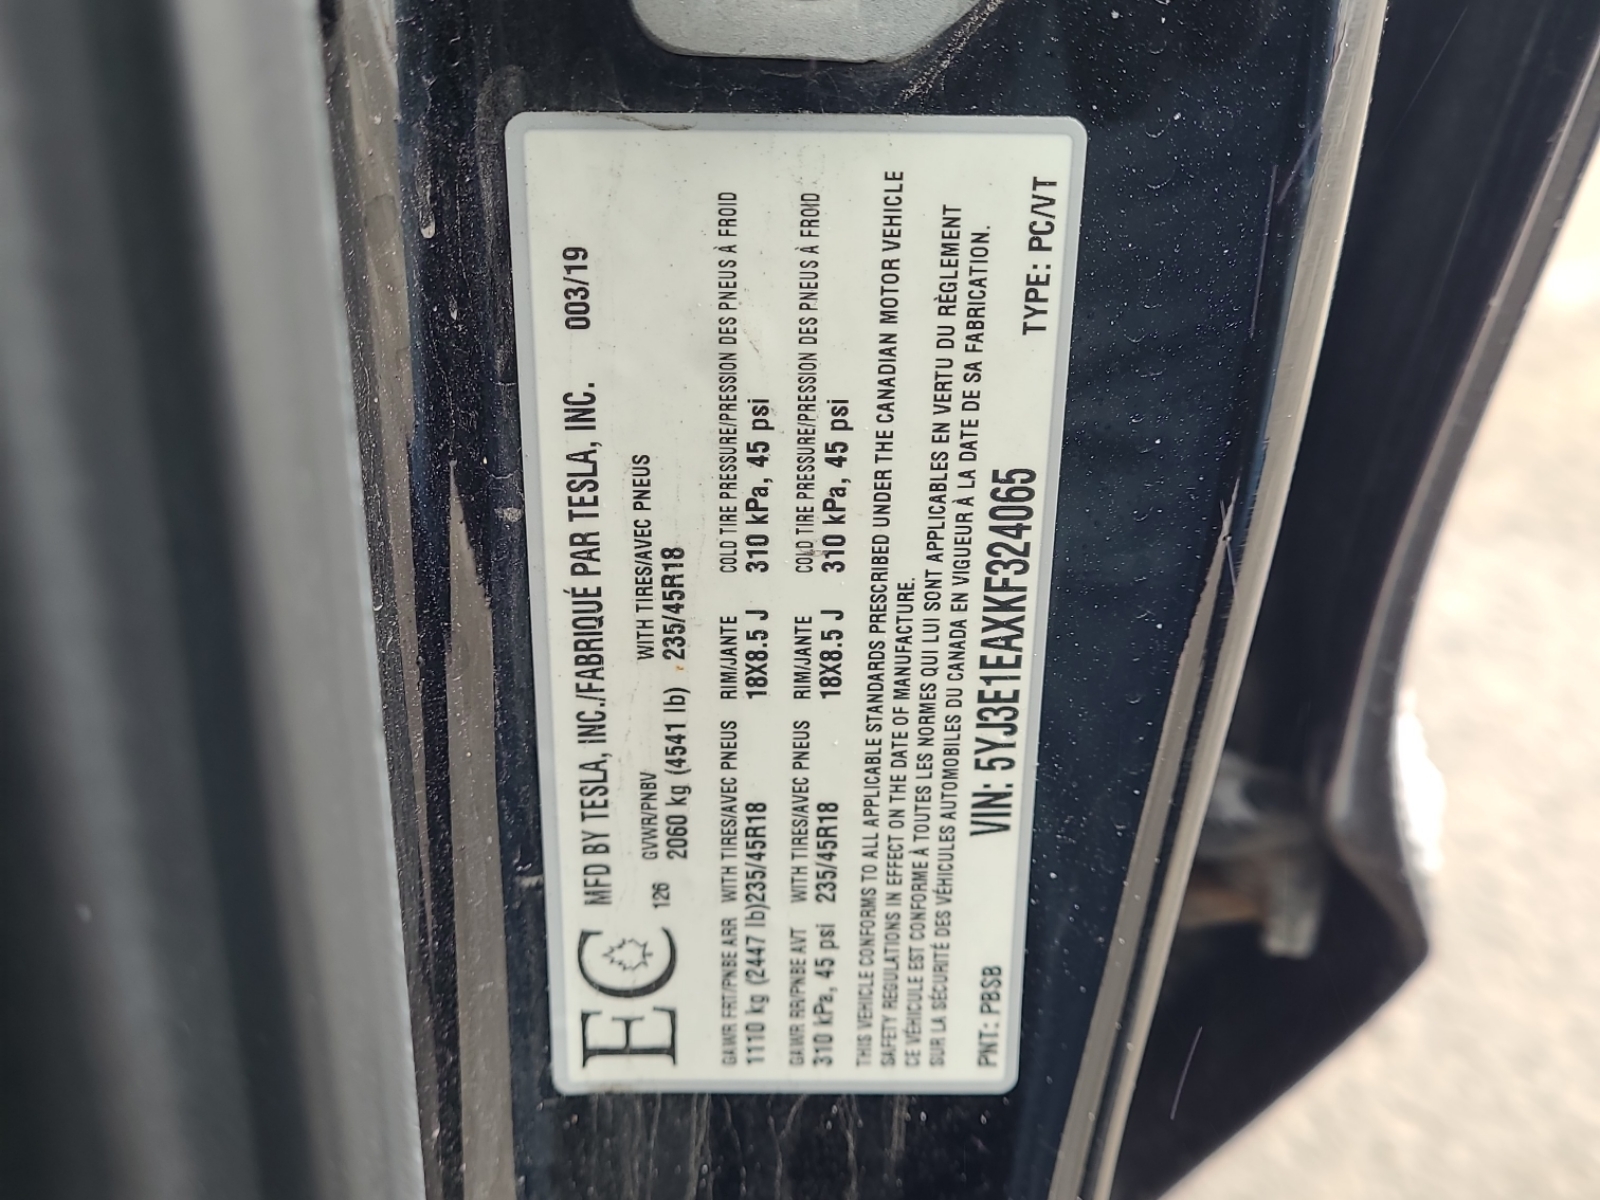 EC
MFD BY TESLA, INC./FABRIQUÉ PAR TESLA, INC. 003/19
126 GVWR/PNBV WITH TIRES/AVEC PNEUS
2060 kg (4541 lb) 235/45R18
GAWR FRT/PNBE ARR WITH TIRES/AVEC PNEUS RIM/JANTE COLD TIRE PRESSURE/PRESSION DES PNEUS À FROID
1110 kg (2447 lb)235/45R18 18X8.5 J 310 kPa, 45 psi
GAWR RR/PNBE AVT WITH TIRES/AVEC PNEUS RIM/JANTE COLD TIRE PRESSURE/PRESSION DES PNEUS À FROID
310 kPa, 45 psi 235/45R18 18X8.5 J 310 kPa, 45 psi
THIS VEHICLE CONFORMS TO ALL APPLICABLE STANDARDS PRESCRIBED UNDER THE CANADIAN MOTOR VEHICLE
SAFETY REGULATIONS IN EFFECT ON THE DATE OF MANUFACTURE.
CE VÉHICULE EST CONFORME À TOUTES LES NORMES QUI LUI SONT APPLICABLES EN VERTU DU RÈGLEMENT
SUR LA SÉCURITÉ DES VÉHICULES AUTOMOBILES DU CANADA EN VIGUEUR À LA DATE DE SA FABRICATION.
PNT: PBSB VIN: 5YJ3E1EAXKF324065 TYPE: PC/VT